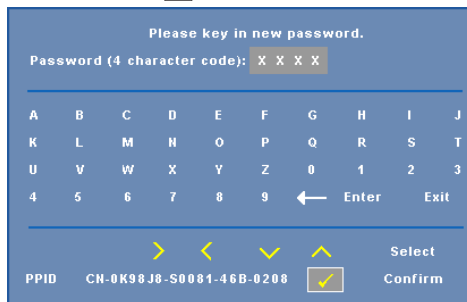 Please key in new password.
Password (4 character code): X X X X
A B C D E F G H I J
K L M N O P Q R S T
U V W X Y Z 0 1 2 3
4 5 6 7 8 9 ← Enter Exit
> < ∨ ∧ Select
PPID CN-0K98J8-S0081-46B-0208 ✓ Confirm